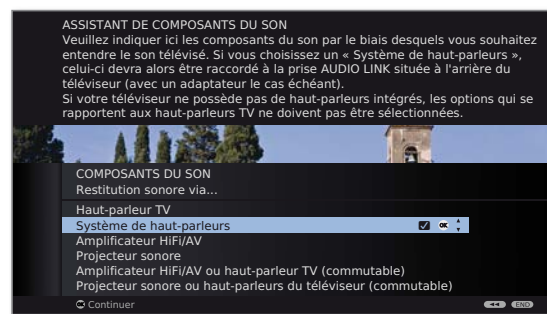 ASSISTANT DE COMPOSANTS DU SON
Veuillez indiquer ici les composants du son par le biais desquels vous souhaitez
entendre le son télévisé. Si vous choisissez un « Système de haut-parleurs »,
celui-ci devra alors être raccordé à la prise AUDIO LINK située à l'arrière du
téléviseur (avec un adaptateur le cas échéant).
Si votre téléviseur ne possède pas de haut-parleurs intégrés, les options qui se
rapportent aux haut-parleurs TV ne doivent pas être sélectionnées.
COMPOSANTS DU SON
Restitution sonore via...
Haut-parleur TV
Système de haut-parleurs OK
Amplificateur HiFi/AV
Projecteur sonore
Amplificateur HiFi/AV ou haut-parleur TV (commutable)
Projecteur sonore ou haut-parleurs du téléviseur (commutable)
OK Continuer END